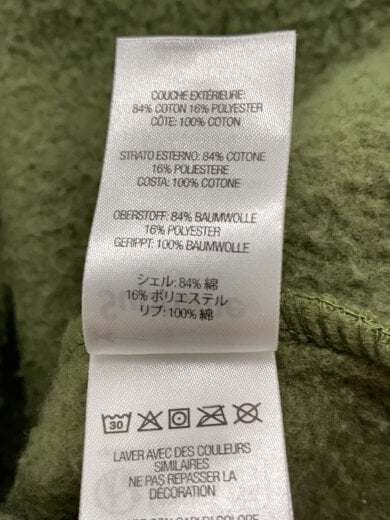 COUCHE EXTÉRIEURE:
84% COTON 16% POLYESTER
CÔTE: 100% COTON
STRATO ESTERNO: 84% COTONE
16% POLIESTERE
COSTA: 100% COTONE
OBERSTOFF: 84% BAUMWOLLE
16% POLYESTER
GERIPPT: 100% BAUMWOLLE
シェル: 84% 綿
16% ポリエステル
リブ: 100% 綿
30
LAVER AVEC DES COULEURS
SIMILAIRES
NE PAS REPASSER LA
DÉCORATION